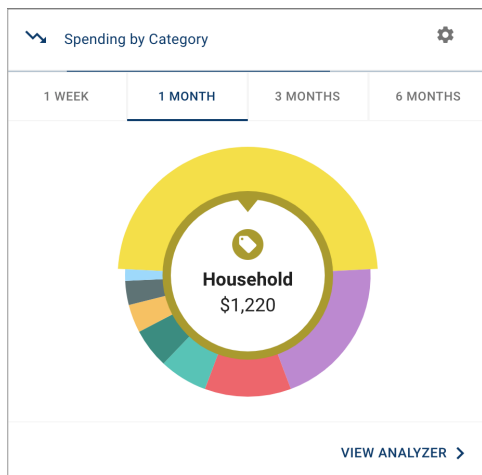 Spending by Category
1 WEEK
1 MONTH
3 MONTHS
6 MONTHS
Household
$1,220
VIEW ANALYZER